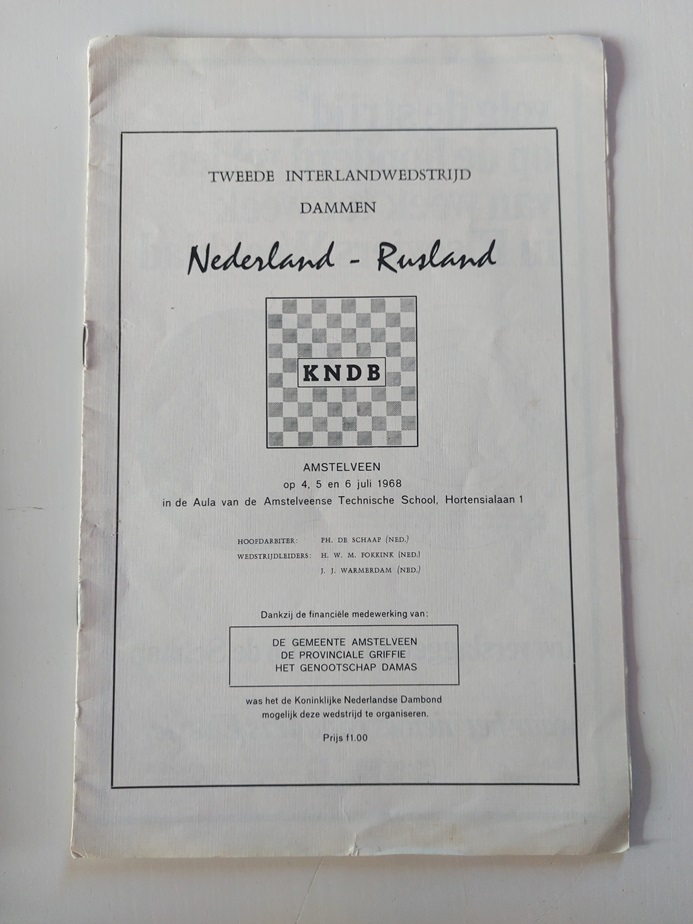 TWEEDE INTERLANDWEDSTRIJD
DAMMEN
Nederland - Rusland
KNDB
AMSTELVEEN
op 4, 5 en 6 juli 1968
in de Aula van de Amstelveense Technische School, Hortensialaan 1
HOOFDARBITER: PH. DE SCHAAP (NED.)
WEDSTRIJDLEIDERS: H. W. M. FOKKINK (NED.)
J. J. WARMERDAM (NED.)
Dankzij de financiële medewerking van:
DE GEMEENTE AMSTELVEEN
DE PROVINCIALE GRIFFIE
HET GENOOTSCHAP DAMAS
was het de Koninklijke Nederlandse Dambond
mogelijk deze wedstrijd te organiseren.
Prijs f1.00